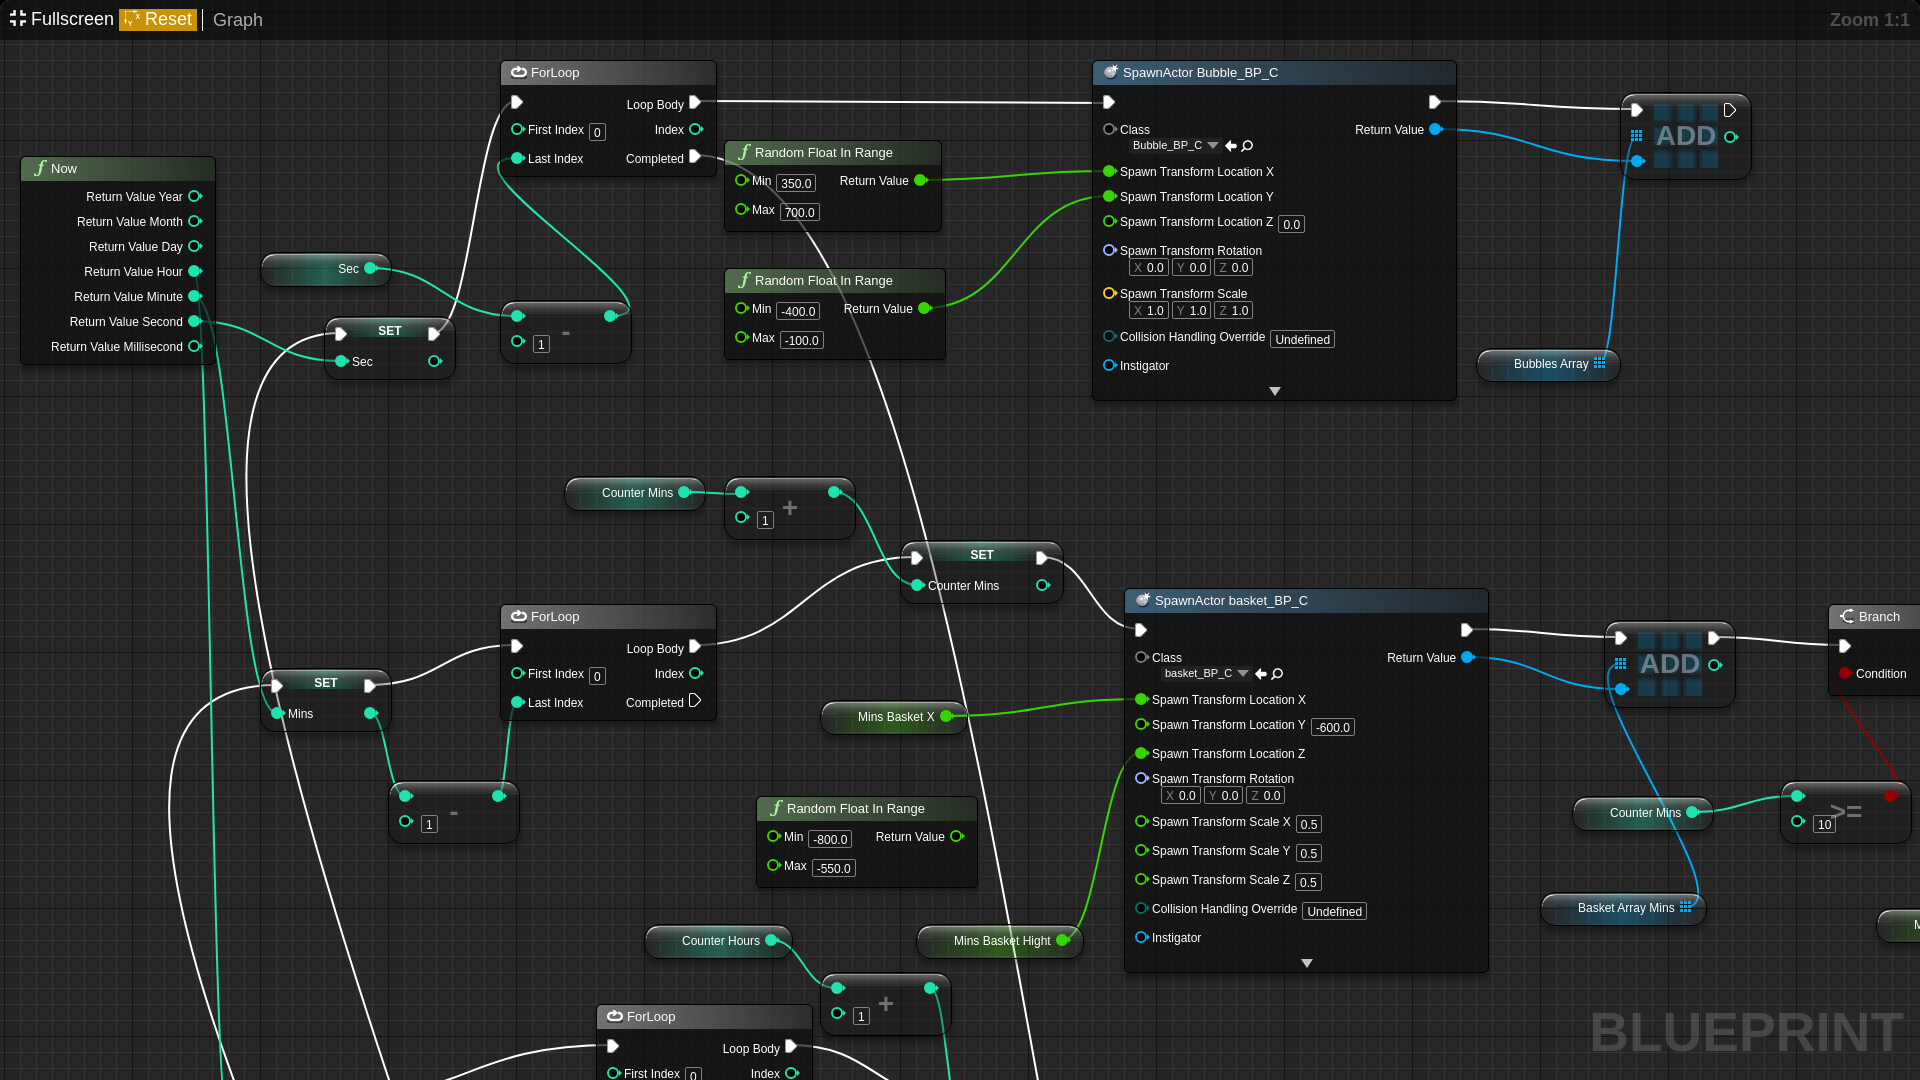 Fullscreen Reset Graph
Zoom 1:1
ForLoop
Loop Body
First Index 0
Index
Last Index
Completed
SpawnActor Bubble_BP_C
Class
Bubble_BP_C
Return Value
Spawn Transform Location X
Spawn Transform Location Y
Spawn Transform Location Z 0.0
Spawn Transform Rotation
X 0.0 Y 0.0 Z 0.0
Spawn Transform Scale
X 1.0 Y 1.0 Z 1.0
Collision Handling Override Undefined
Instigator
ADD
Now
Return Value Year
Return Value Month
Return Value Day
Return Value Hour
Return Value Minute
Return Value Second
Return Value Millisecond
Random Float In Range
Min 350.0
Return Value
Max 700.0
Sec
SET
Sec
1
-
Random Float In Range
Min -400.0
Return Value
Max -100.0
Bubbles Array
Counter Mins
1
+
SET
Counter Mins
ForLoop
Loop Body
First Index 0
Index
Last Index
Completed
SET
Mins
1
-
SpawnActor basket_BP_C
Class
basket_BP_C
Return Value
Spawn Transform Location X
Spawn Transform Location Y -600.0
Spawn Transform Location Z
Spawn Transform Rotation
X 0.0 Y 0.0 Z 0.0
Spawn Transform Scale X 0.5
Spawn Transform Scale Y 0.5
Spawn Transform Scale Z 0.5
Collision Handling Override Undefined
Instigator
ADD
Branch
Condition
Mins Basket X
Random Float In Range
Min -800.0
Return Value
Max -550.0
Counter Mins
10
>=
Basket Array Mins
Counter Hours
Mins Basket Hight
1
+
ForLoop
Loop Body
First Index 0
Index
BLUEPRINT